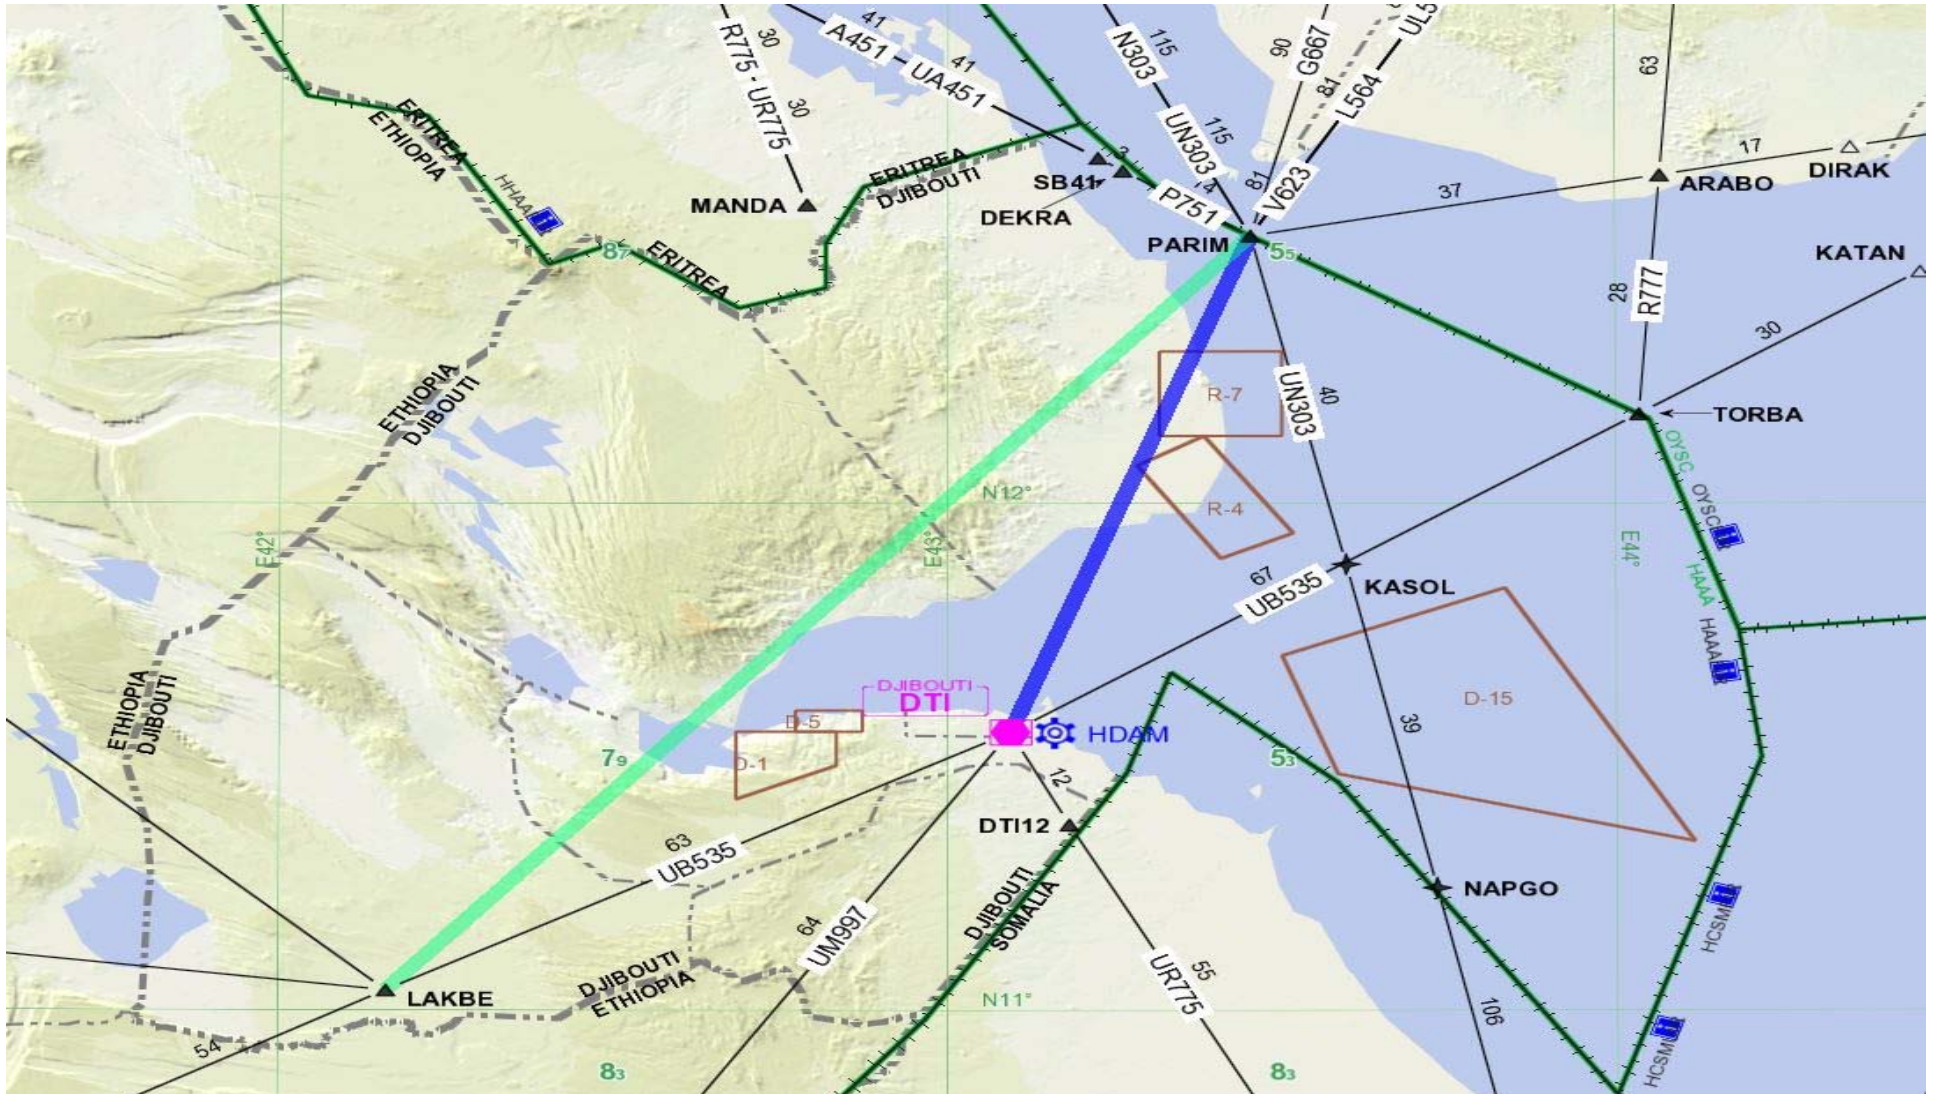 41
A451 - UA451
41
30
R775 - UR775
30
115
N303
UN303
115
90
G667
81
UL5
L564
V623
81
63
17
DIRAK
ARABO
37
KATAN
ERITREA
ETHIOPIA
HHAA
MANDA
ERITREA
DJIBOUTI
SB41
3
DEKRA
P751
4
PARIM
55
87
ERITREA
28
R777
30
TORBA
R-7
40
UN303
ETHIOPIA
DJIBOUTI
OYSC
OYSC
N12°
R-4
E42°
E43°
E44°
67
UB535
KASOL
HAAA
HAAA
ETHIOPIA
DJIBOUTI
DJIBOUTI
DTI
D-5
D-1
HDAM
D-15
39
79
53
12
DTI12
63
UB535
64
UM997
DJIBOUTI
SOMALIA
NAPGO
HCSM
55
UR775
LAKBE
DJIBOUTI
ETHIOPIA
N11°
106
54
HCSM
83
83